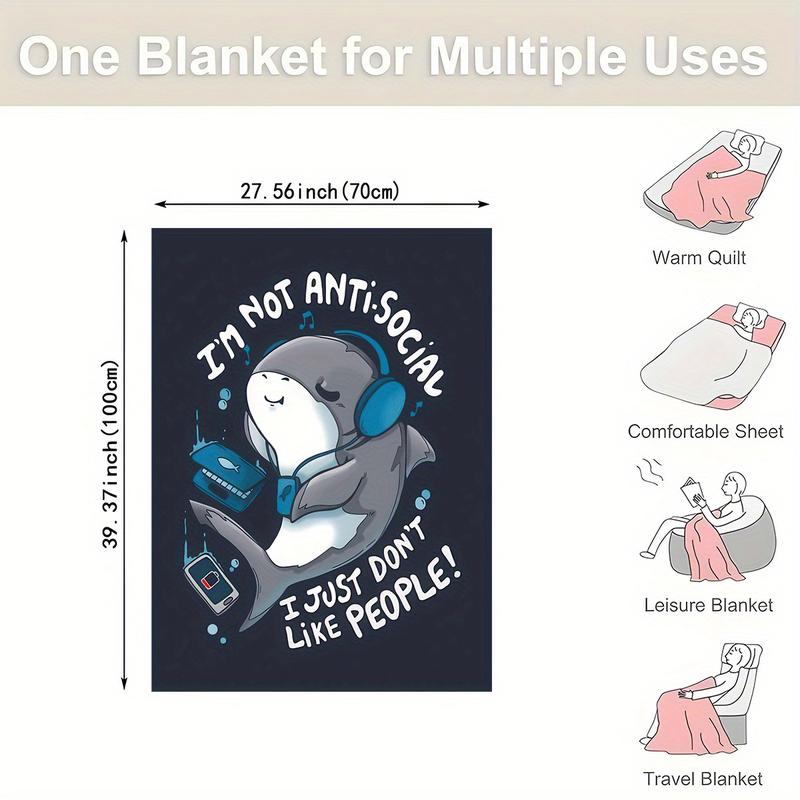 One Blanket for Multiple Uses
27.56inch(70cm)
39.37inch(100cm)
I'M NOT ANTi-SOCiAL
I JUST DON'T
LiKE PEOPLE!
Warm Quilt
Comfortable Sheet
Leisure Blanket
Travel Blanket